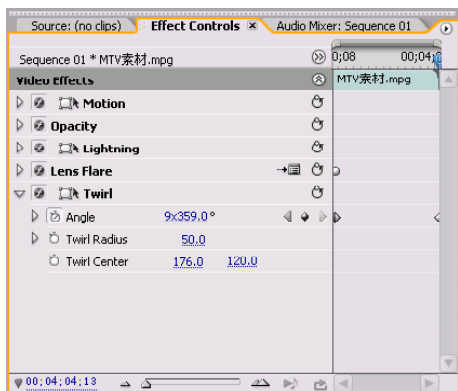 Source: (no clips) Effect Controls Audio Mixer: Sequence 01
Sequence 01 * MTV素材.mpg 0;08 00;04;
Video Effects MTV素材.mpg
Motion
Opacity
Lightning
Lens Flare
Twirl
Angle 9x359.0°
Twirl Radius 50.0
Twirl Center 176.0 120.0
00;04;04;13